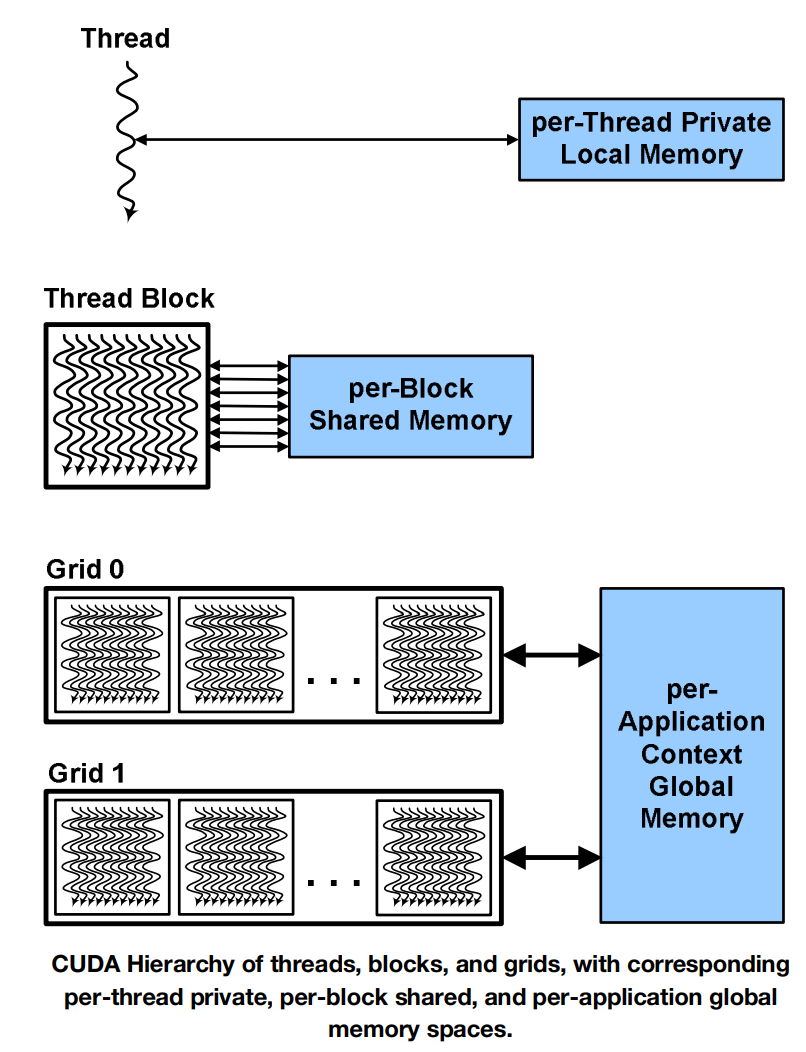 Thread
per-Thread Private
Local Memory
Thread Block
per-Block
Shared Memory
Grid 0
. . .
per-
Application
Context
Global
Memory
Grid 1
. . .
CUDA Hierarchy of threads, blocks, and grids, with corresponding
per-thread private, per-block shared, and per-application global
memory spaces.